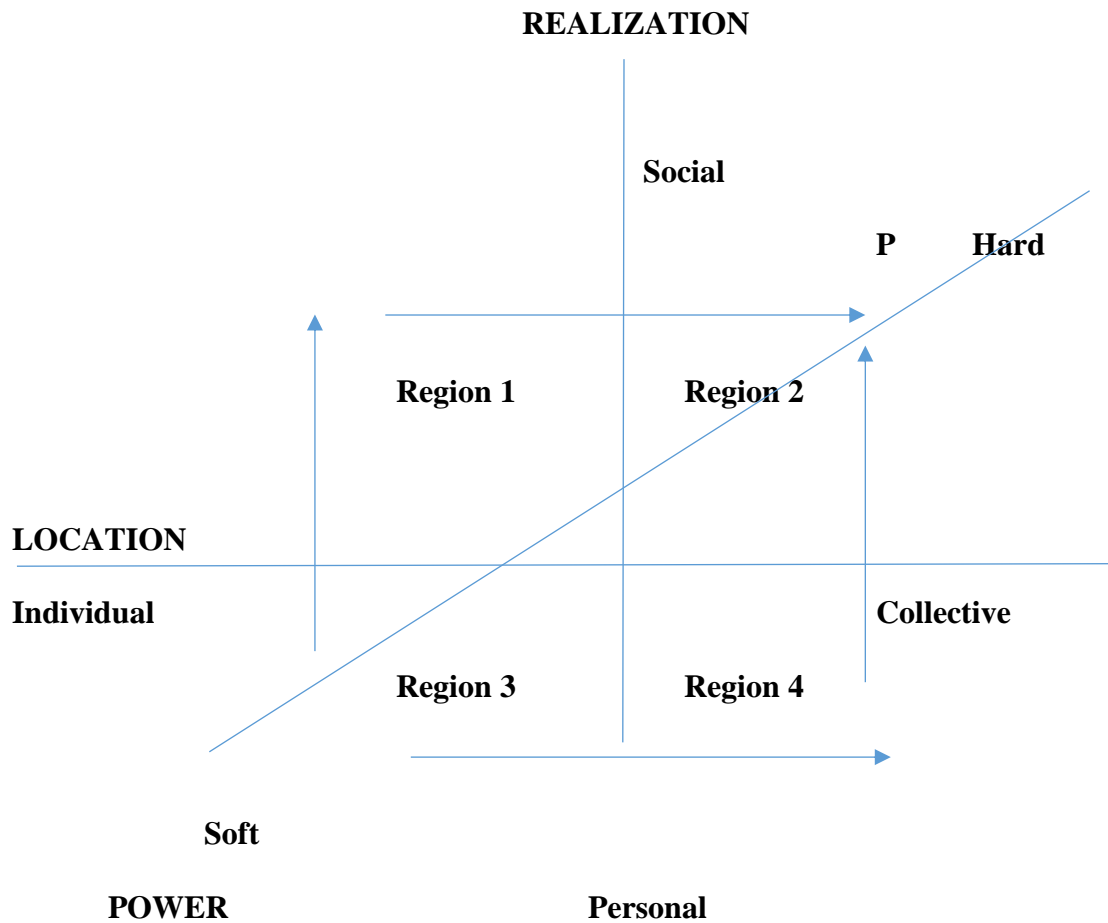 REALIZATION
Social
P Hard
Region 1 Region 2
LOCATION
Individual Collective
Region 3 Region 4
Soft
POWER Personal